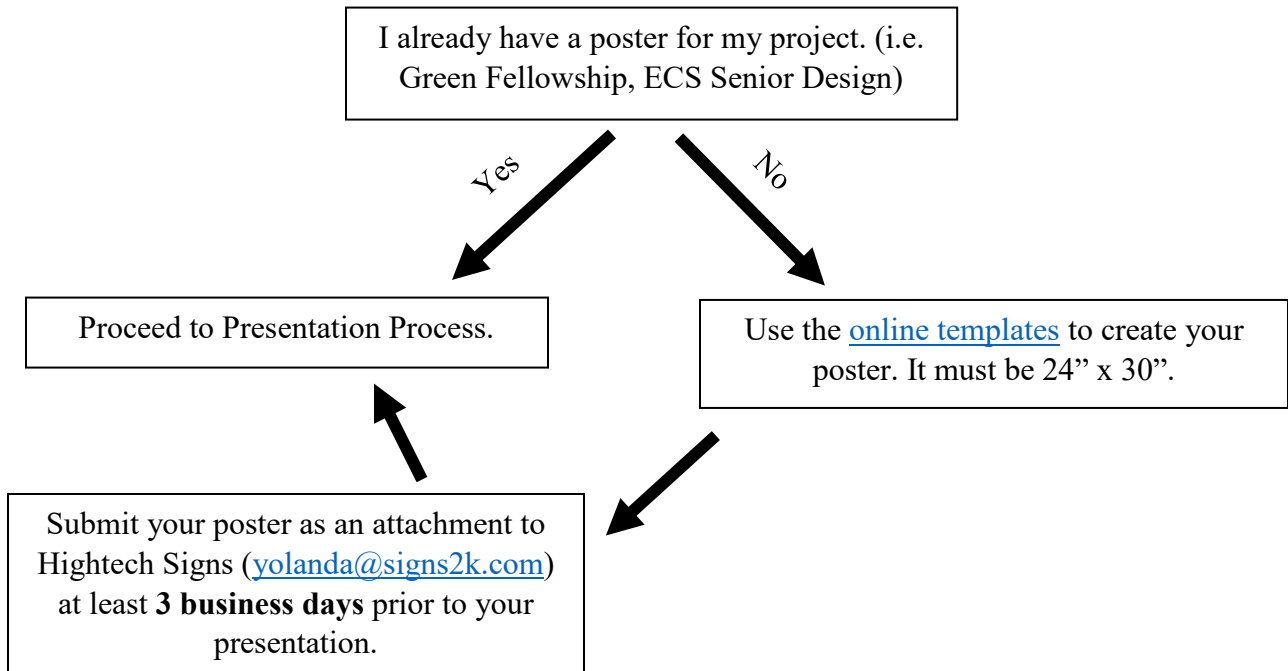 I already have a poster for my project. (i.e.
Green Fellowship, ECS Senior Design)
Yes
No
Proceed to Presentation Process.
Use the online templates to create your
poster. It must be 24” x 30”.
Submit your poster as an attachment to
Hightech Signs (yolanda@signs2k.com)
at least 3 business days prior to your
presentation.